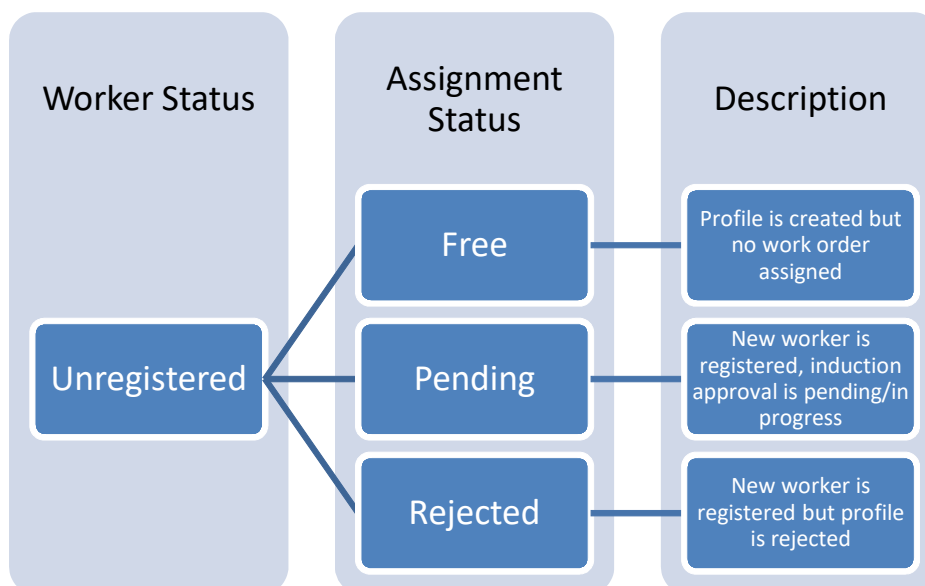 Worker Status
Assignment
Status
Description
Unregistered
Free
Profile is created but
no work order
assigned
Pending
New worker is
registered, induction
approval is pending/in
progress
Rejected
New worker is
registered but profile
is rejected